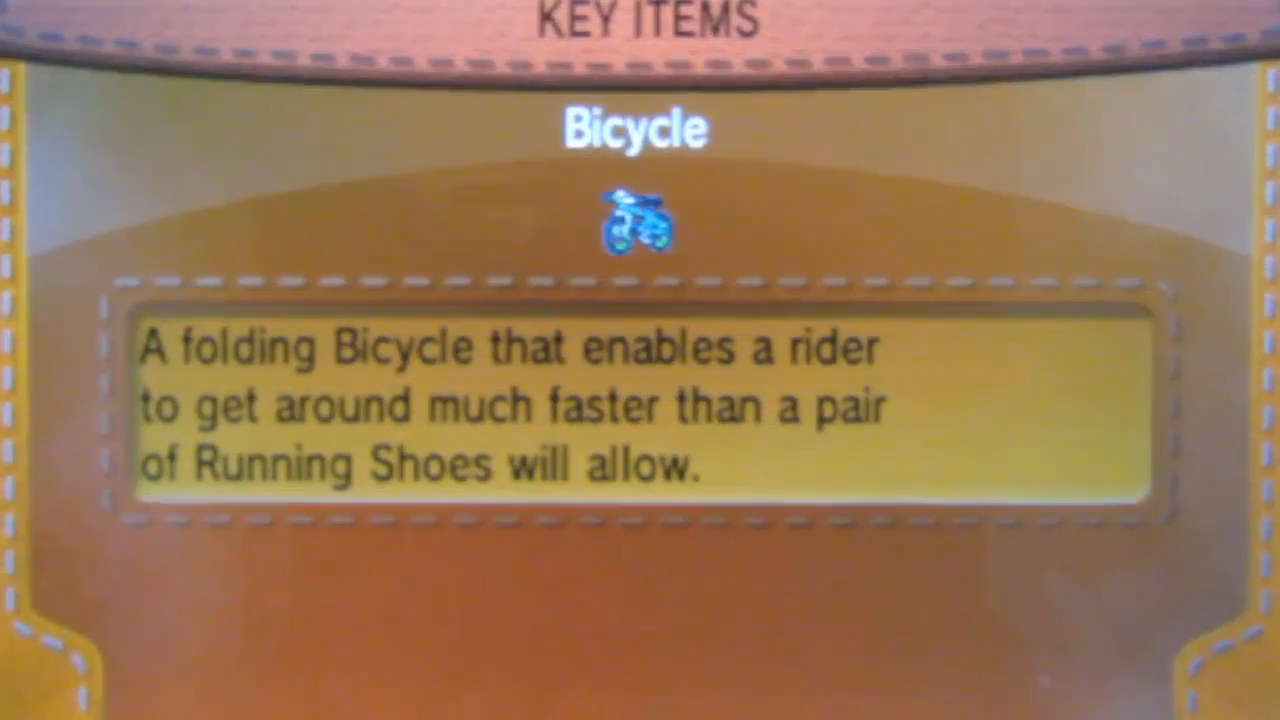 KEY ITEMS
Bicycle
A folding Bicycle that enables a rider
to get around much faster than a pair
of Running Shoes will allow.